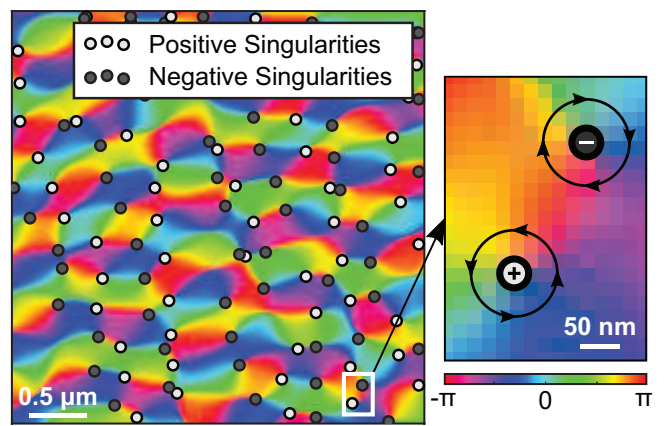 Positive Singularities
Negative Singularities
0.5 μm
−
+
50 nm
-π 0 π